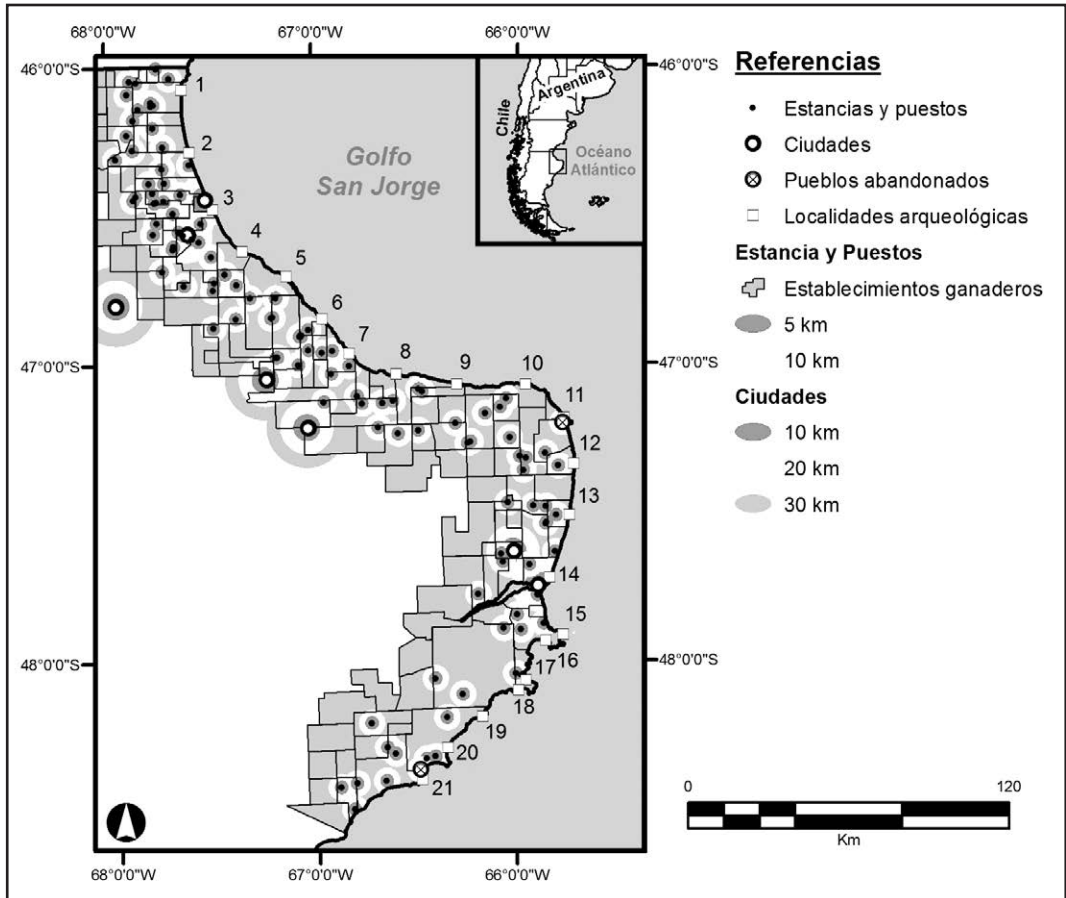 68°0'0"W 67°0'0"W 66°0'0"W
46°0'0"S
46°0'0"S
47°0'0"S
47°0'0"S
48°0'0"S
48°0'0"S
68°0'0"W 67°0'0"W 66°0'0"W
Golfo
San Jorge
Chile
Argentina
Océano
Atlántico
1
2
3
4
5
6
7
8
9
10
11
12
13
14
15
16
17
18
19
20
21
Referencias
Estancias y puestos
Ciudades
Pueblos abandonados
Localidades arqueológicas
Estancia y Puestos
Establecimientos ganaderos
5 km
10 km
Ciudades
10 km
20 km
30 km
0 120
Km